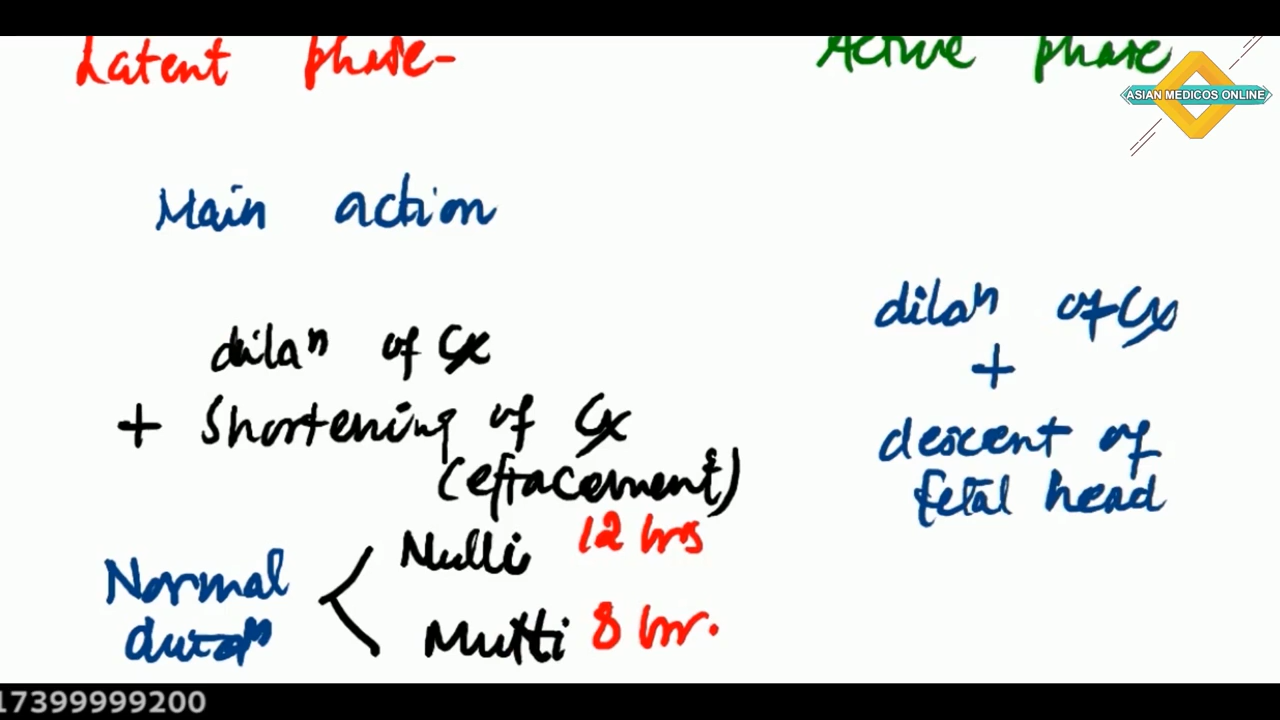 Latent phase-
Active phase
ASIAN MEDICOS ONLINE
Main action
dilaⁿ of Cx
+ Shortening of Cx
(effacement)
dilaⁿ of Cx
+
descent of
fetal head
Normal
duraⁿ
Nulli 12 hrs
Multi 8 hr.
17399999200